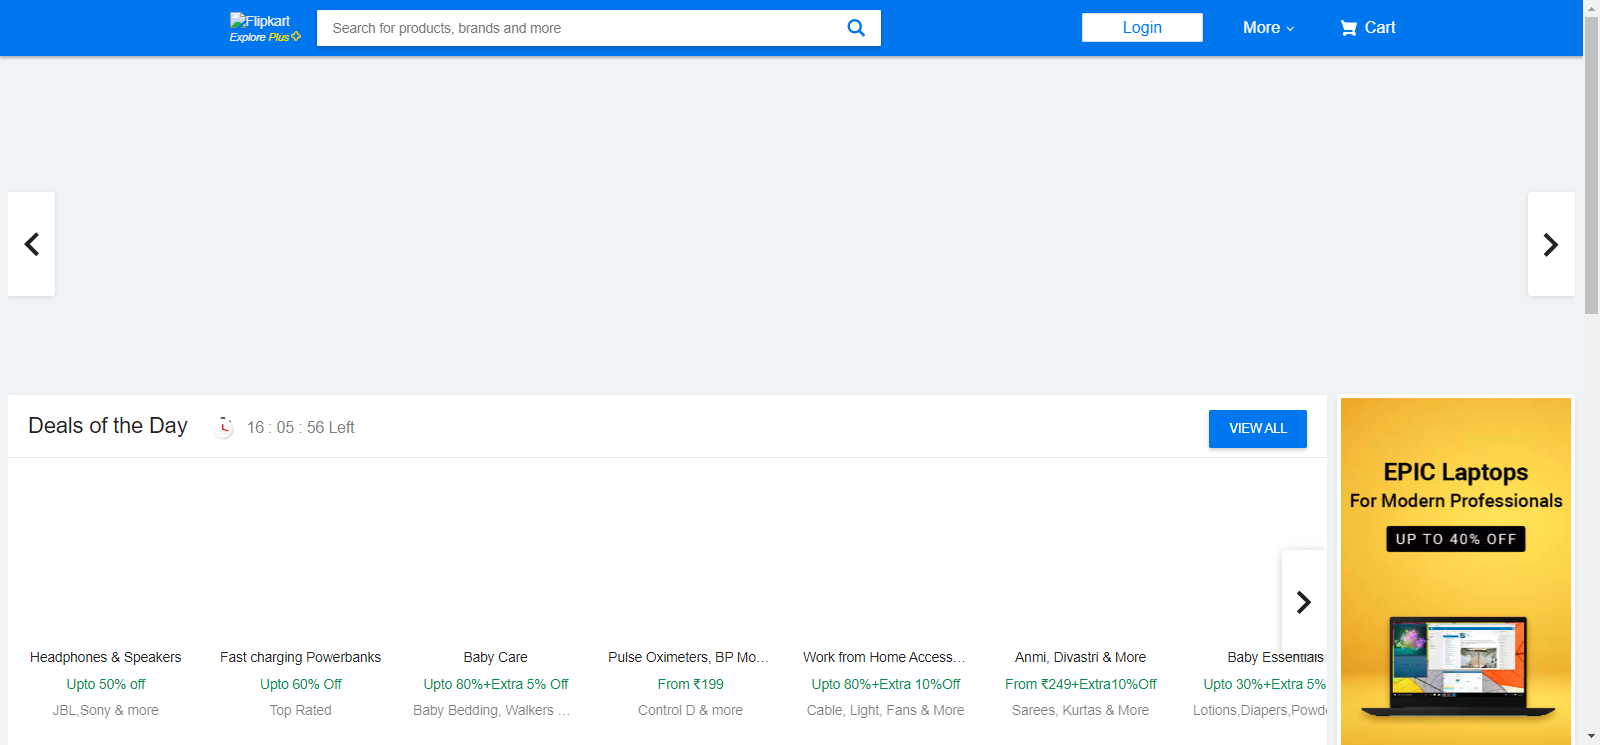 Flipkart
Explore Plus
Search for products, brands and more
Login
More
Cart
Deals of the Day
16 : 05 : 56 Left
VIEW ALL
EPIC Laptops
For Modern Professionals
UP TO 40% OFF
Headphones & Speakers
Upto 50% off
JBL,Sony & more
Fast charging Powerbanks
Upto 60% Off
Top Rated
Baby Care
Upto 80%+Extra 5% Off
Baby Bedding, Walkers ...
Pulse Oximeters, BP Mo...
From ₹199
Control D & more
Work from Home Access...
Upto 80%+Extra 10%Off
Cable, Light, Fans & More
Anmi, Divastri & More
From ₹249+Extra10%Off
Sarees, Kurtas & More
Baby Essentials
Upto 30%+Extra 5%
Lotions,Diapers,Powde